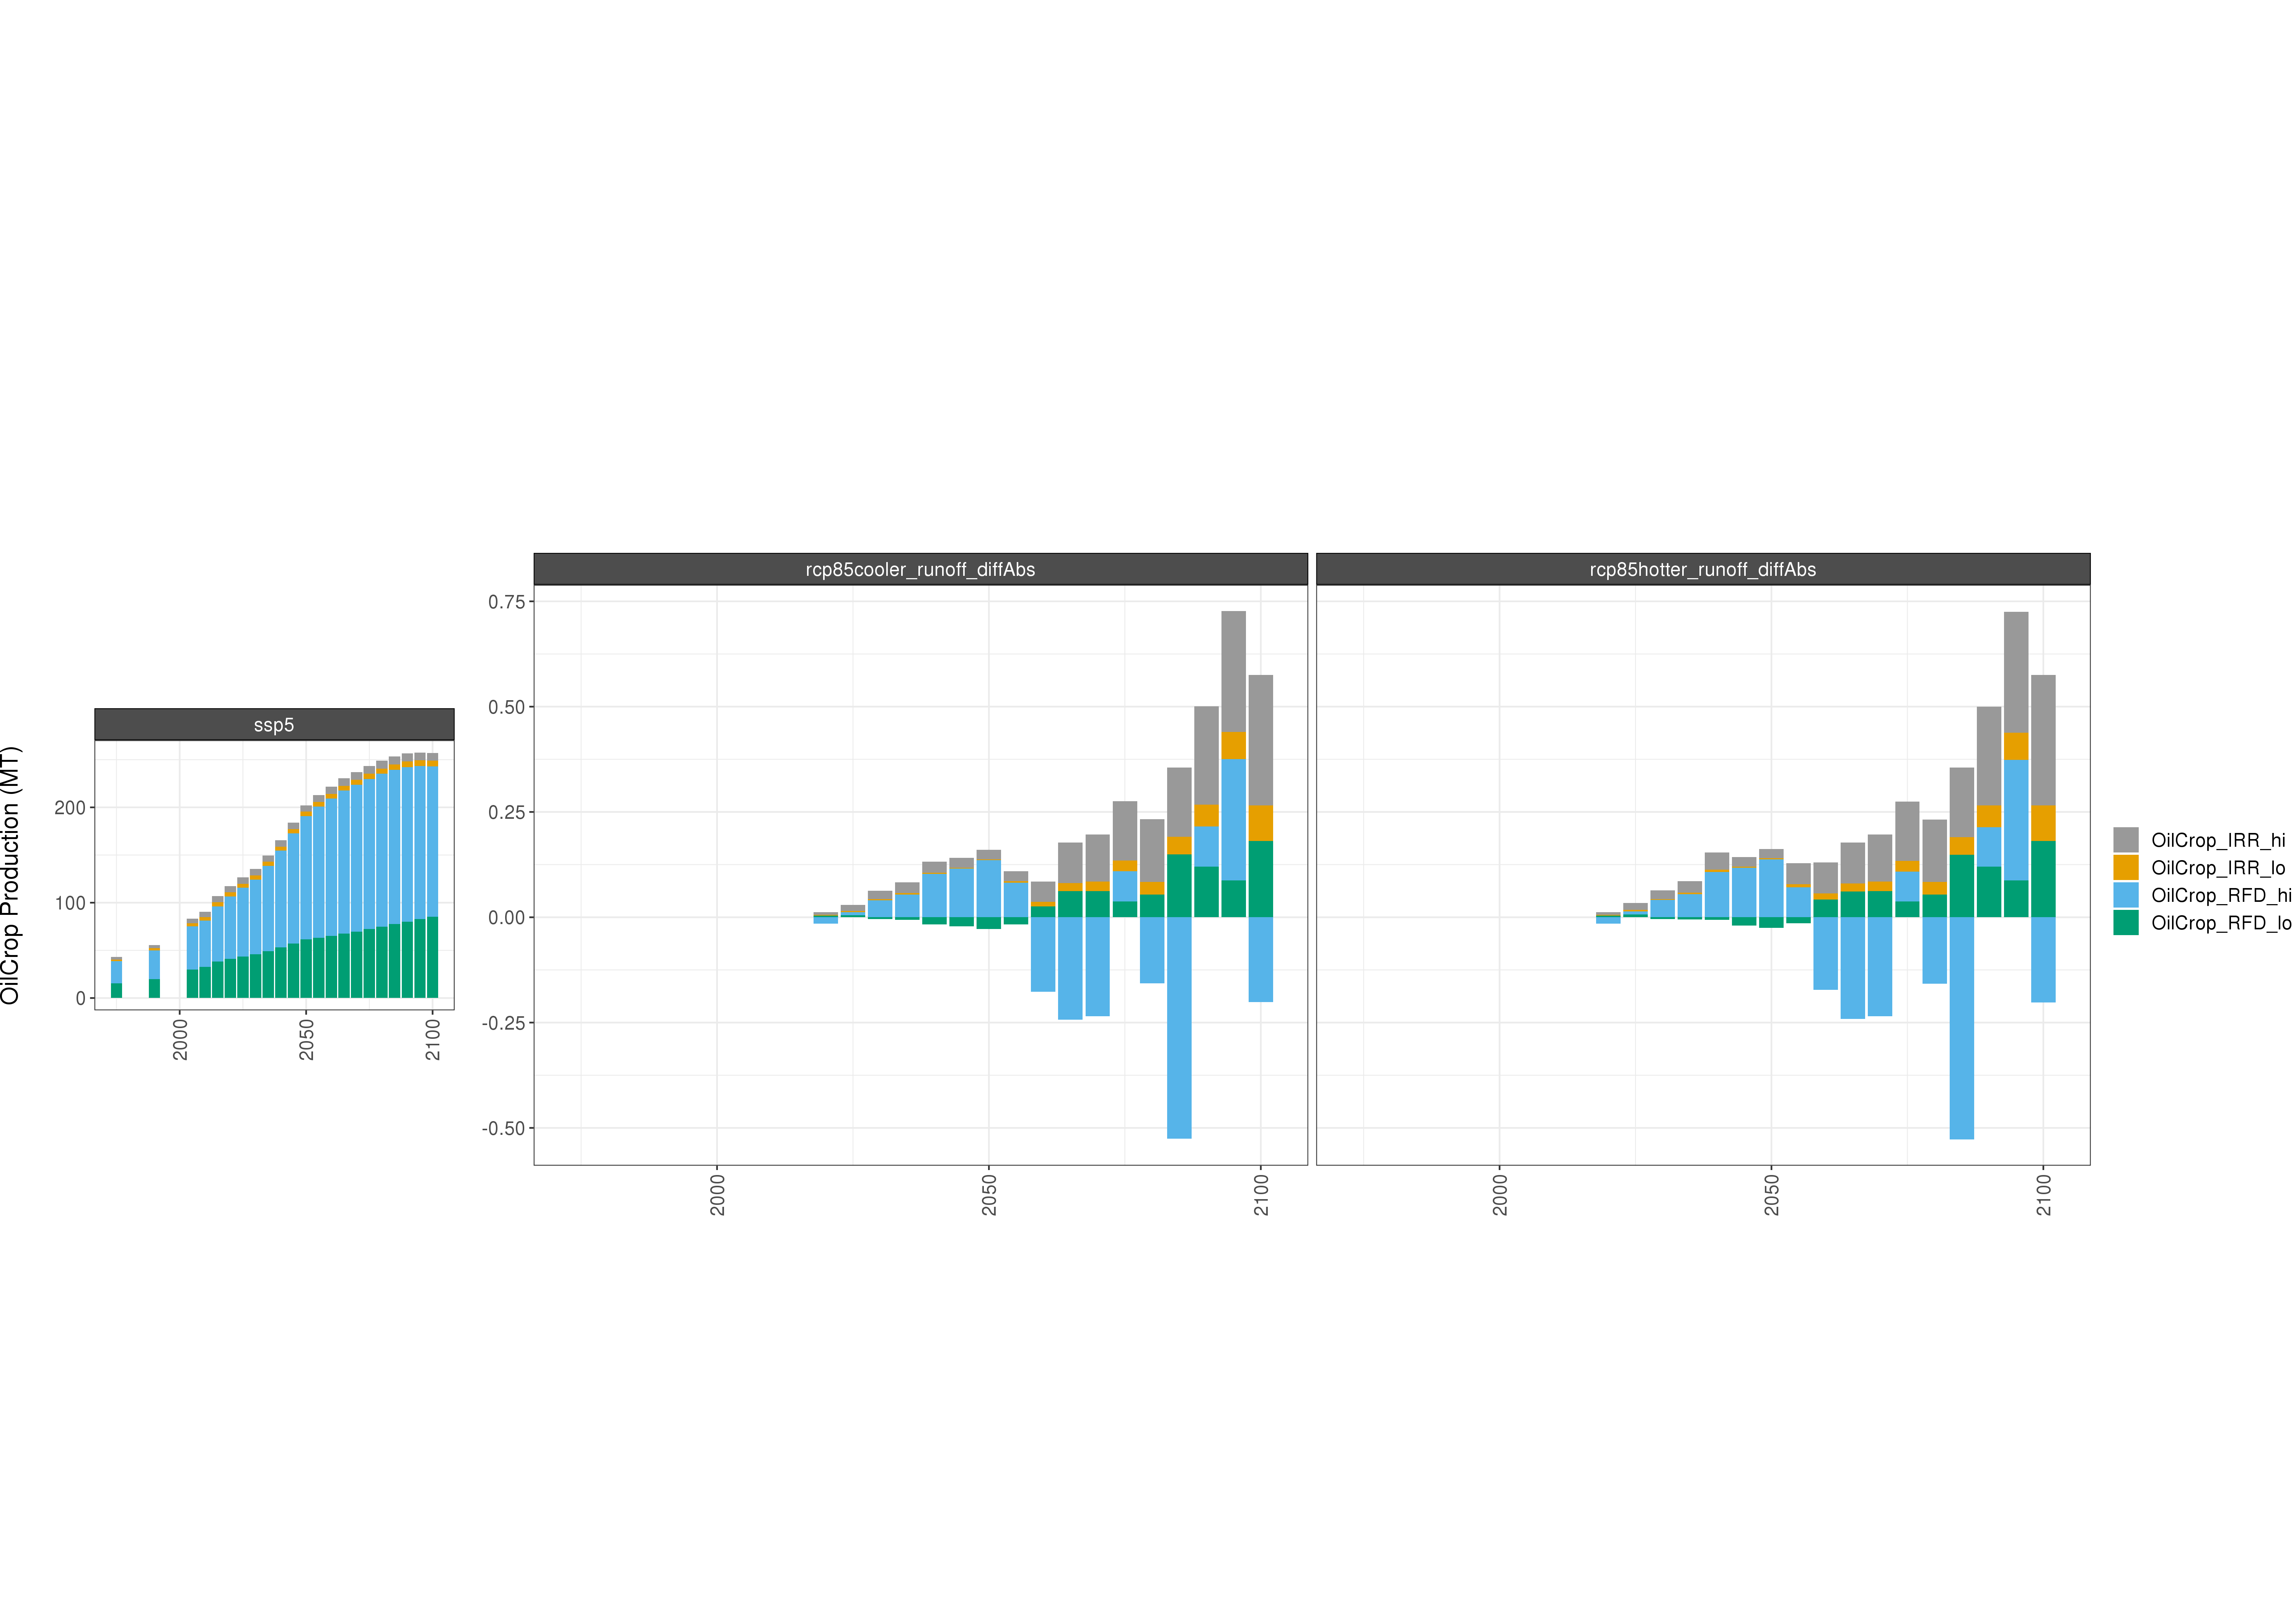 OilCrop Production (MT)
ssp5
200
100
0
2000
2050
2100
rcp85cooler_runoff_diffAbs
rcp85hotter_runoff_diffAbs
0.75
0.50
0.25
0.00
-0.25
-0.50
2000
2050
2100
2000
2050
2100
OilCrop_IRR_hi
OilCrop_IRR_lo
OilCrop_RFD_hi
OilCrop_RFD_lo